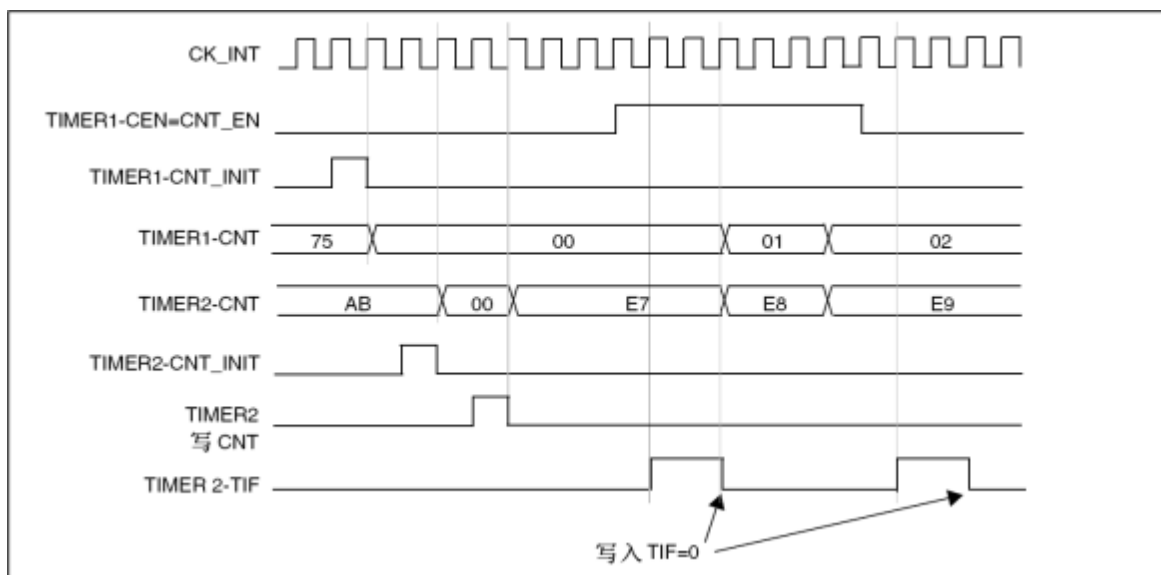 CK_INT
TIMER1-CEN=CNT_EN
TIMER1-CNT_INIT
TIMER1-CNT
75
00
01
02
TIMER2-CNT
AB
00
E7
E8
E9
TIMER2-CNT_INIT
TIMER2
写 CNT
TIMER 2-TIF
写入 TIF=0